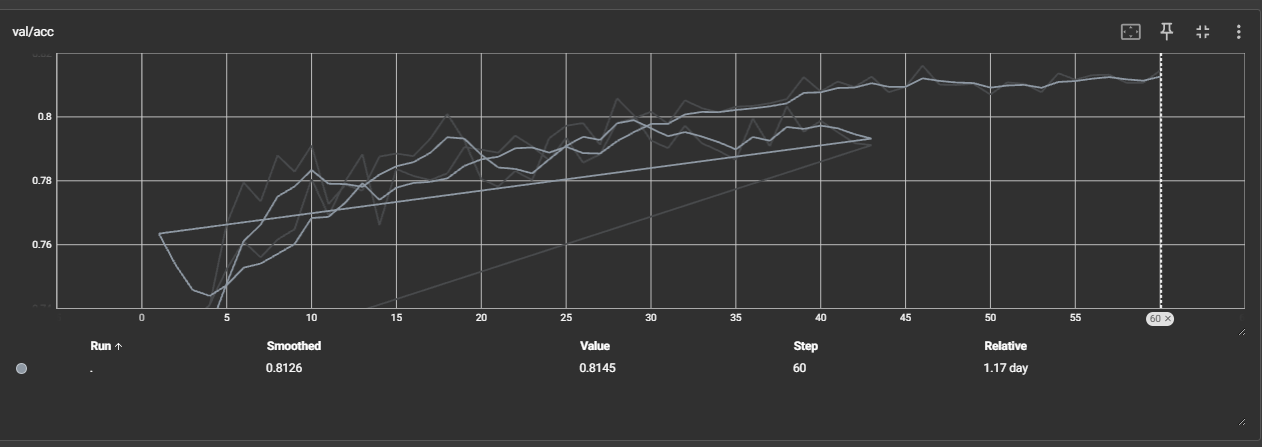 val/acc
0.8
0.78
0.76
0 5 10 15 20 25 30 35 40 45 50 55 60 ×
Run ↑ Smoothed Value Step Relative
. 0.8126 0.8145 60 1.17 day